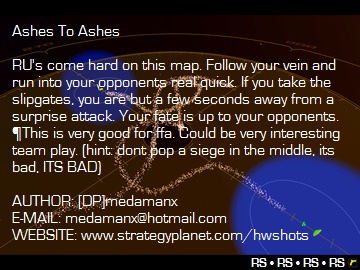 Ashes To Ashes
RU's come hard on this map. Follow your vein and
run into your opponents real quick. If you take the
slipgates, you are but a few seconds away from a
surprise attack. Your fate is up to your opponents.
¶This is very good for ffa. Could be very interesting
team play. (hint: dont pop a siege in the middle, its
bad, ITS BAD)
AUTHOR: [DP]medamanx
E-MAIL: medamanx@hotmail.com
WEBSITE: www.strategyplanet.com/hwshots
RS • RS • RS • RS r